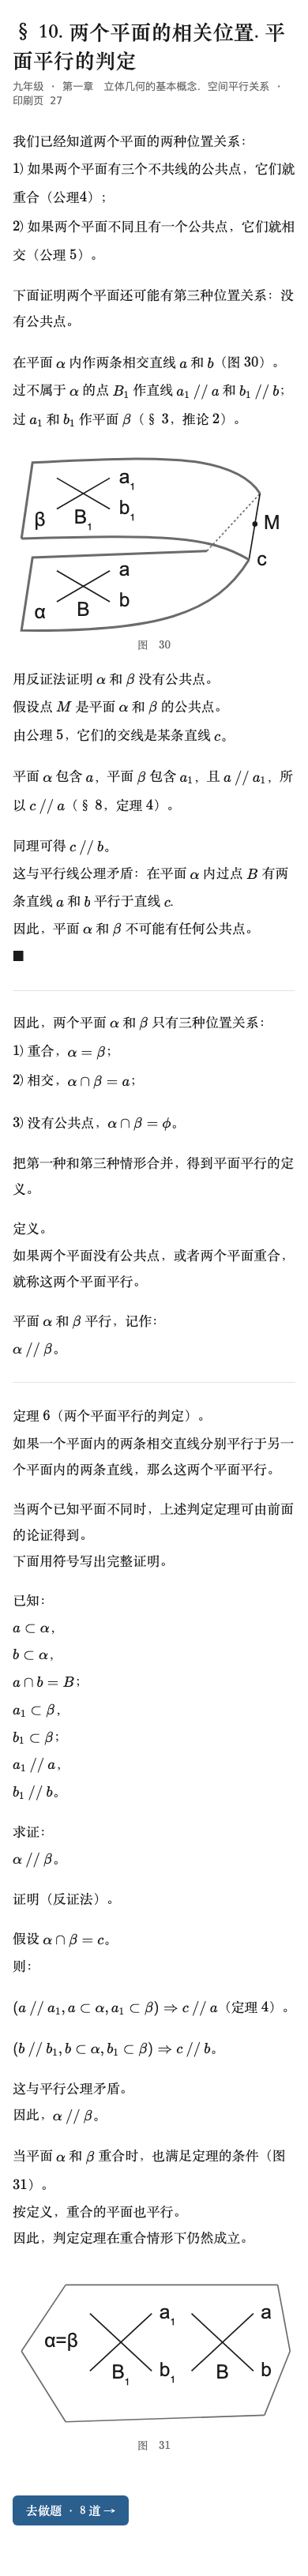 § 10. 两个平面的相关位置. 平
面平行的判定
九年级 · 第一章 立体几何的基本概念. 空间平行关系 ·
印刷页 27
我们已经知道两个平面的两种位置关系：
1) 如果两个平面有三个不共线的公共点，它们就
重合（公理4）；
2) 如果两个平面不同且有一个公共点，它们就相
交（公理 5）。
下面证明两个平面还可能有第三种位置关系：没
有公共点。
在平面 α 内作两条相交直线 a 和 b（图 30）。
过不属于 α 的点 B₁ 作直线 a₁ // a 和 b₁ // b；
过 a₁ 和 b₁ 作平面 β（§ 3，推论 2）。
a₁
β B₁ b₁ M
a c
α B b
图 30
用反证法证明 α 和 β 没有公共点。
假设点 M 是平面 α 和 β 的公共点。
由公理 5，它们的交线是某条直线 c。
平面 α 包含 a，平面 β 包含 a₁，且 a // a₁，所
以 c // a（§ 8，定理 4）。
同理可得 c // b。
这与平行线公理矛盾：在平面 α 内过点 B 有两
条直线 a 和 b 平行于直线 c.
因此，平面 α 和 β 不可能有任何公共点。
■
因此，两个平面 α 和 β 只有三种位置关系：
1) 重合，α = β；
2) 相交，α ∩ β = a；
3) 没有公共点，α ∩ β = ϕ。
把第一种和第三种情形合并，得到平面平行的定
义。
定义。
如果两个平面没有公共点，或者两个平面重合，
就称这两个平面平行。
平面 α 和 β 平行，记作：
α // β。
定理 6（两个平面平行的判定）。
如果一个平面内的两条相交直线分别平行于另一
个平面内的两条直线，那么这两个平面平行。
当两个已知平面不同时，上述判定定理可由前面
的论证得到。
下面用符号写出完整证明。
已知：
a ⊂ α，
b ⊂ α，
a ∩ b = B；
a₁ ⊂ β，
b₁ ⊂ β；
a₁ // a，
b₁ // b。
求证：
α // β。
证明（反证法）。
假设 α ∩ β = c。
则：
(a // a₁, a ⊂ α, a₁ ⊂ β) ⇒ c // a（定理 4）。
(b // b₁, b ⊂ α, b₁ ⊂ β) ⇒ c // b。
这与平行公理矛盾。
因此，α // β。
当平面 α 和 β 重合时，也满足定理的条件（图
31）。
按定义，重合的平面也平行。
因此，判定定理在重合情形下仍然成立。
a₁ a
α=β
B₁ b₁ B b
图 31
去做题 · 8 道 →